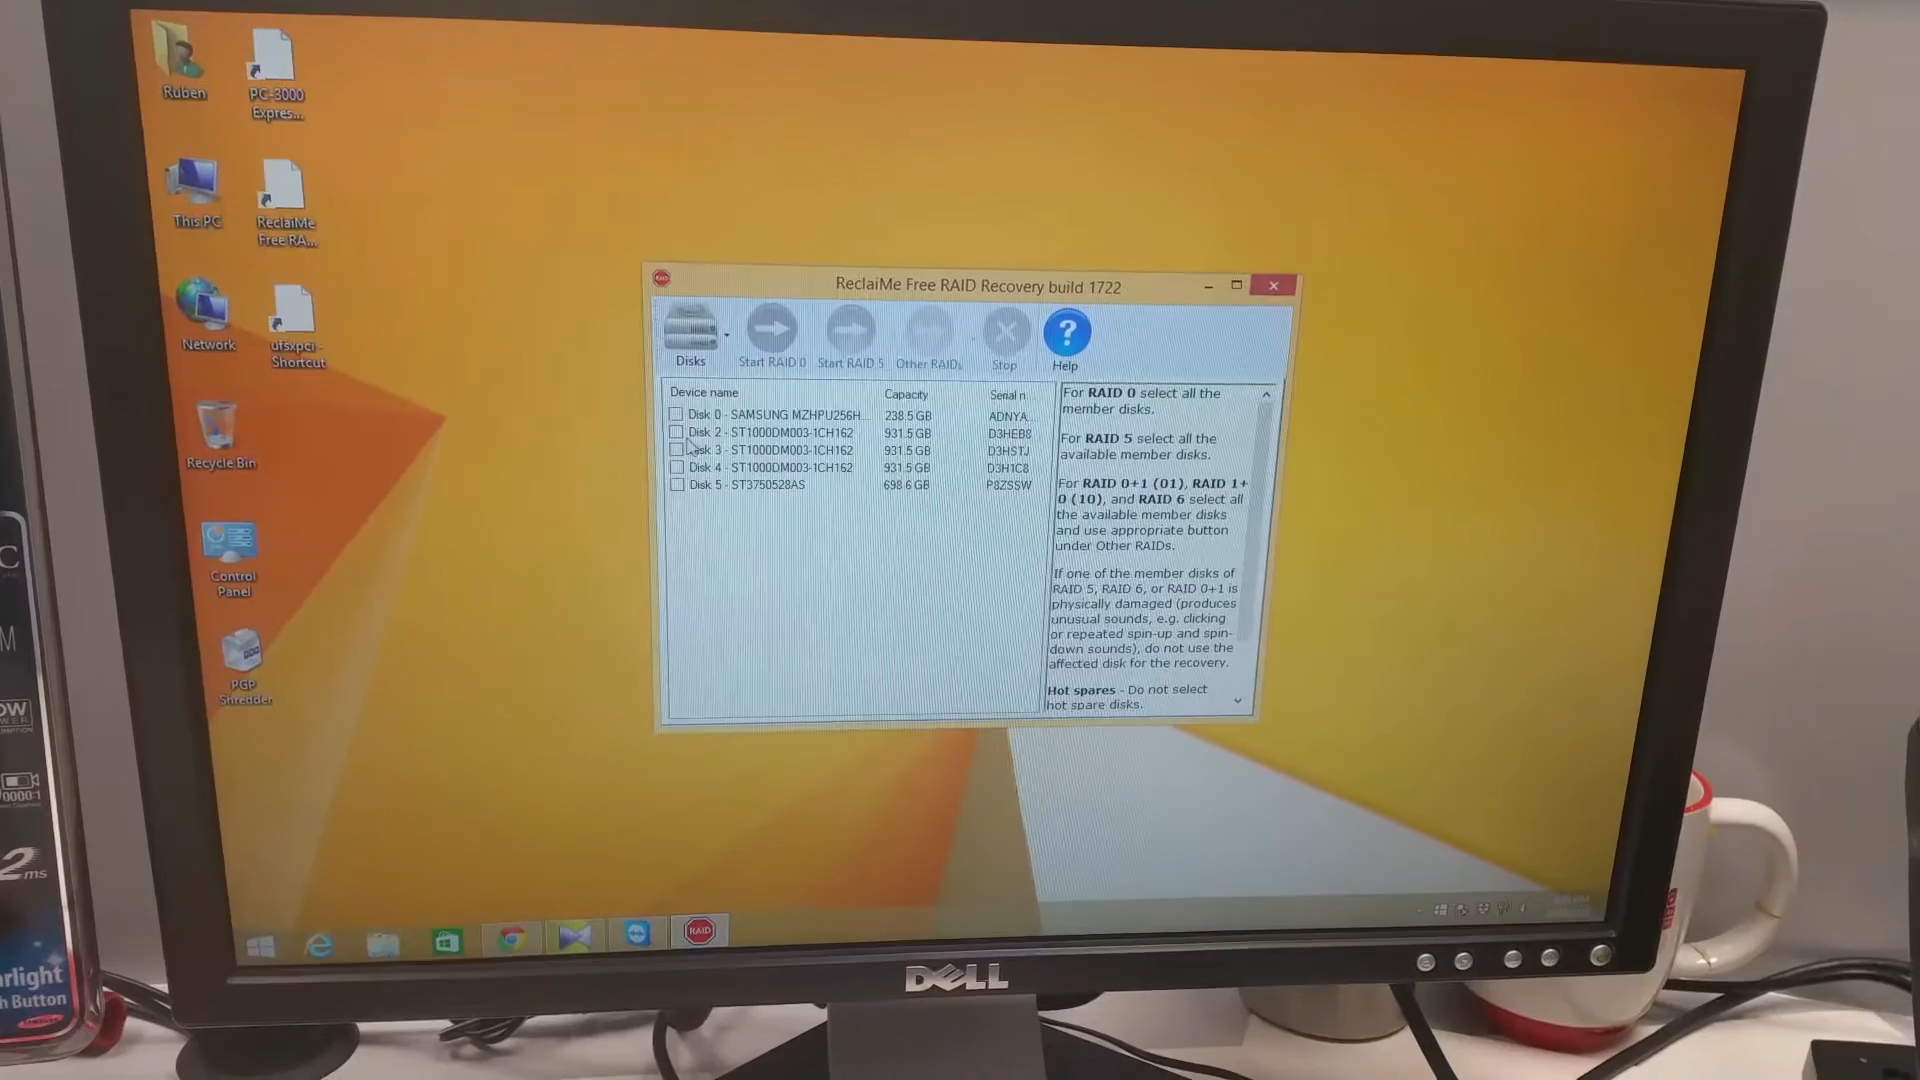 Ruben
PC-3000
Expres...
This PC
ReclaiMe
Free RA...
Network
ufsxpci -
Shortcut
Recycle Bin
Control
Panel
PGP
Shredder
RAID
ReclaiMe Free RAID Recovery build 1722
Disks
Start RAID 0
Start RAID 5
Other RAIDs
Stop
?
Help
Device name Capacity Serial n
Disk 0 - SAMSUNG MZHPU256H... 238.5 GB ADNYA...
Disk 2 - ST1000DM003-1CH162 931.5 GB D3HEB8
Disk 3 - ST1000DM003-1CH162 931.5 GB D3HSTJ
Disk 4 - ST1000DM003-1CH162 931.5 GB D3H1C8
Disk 5 - ST3750528AS 698.6 GB P8ZSSW
For RAID 0 select all the
member disks.
For RAID 5 select all the
available member disks.
For RAID 0+1 (01), RAID 1+
0 (10), and RAID 6 select all
the available member disks
and use appropriate button
under Other RAIDs.
If one of the member disks of
RAID 5, RAID 6, or RAID 0+1 is
physically damaged (produces
unusual sounds, e.g. clicking
or repeated spin-up and spin-
down sounds), do not use the
affected disk for the recovery.
Hot spares - Do not select
hot spare disks.
RAID
DELL
C
M
OW
0000:1
2ms
rlight
h Button